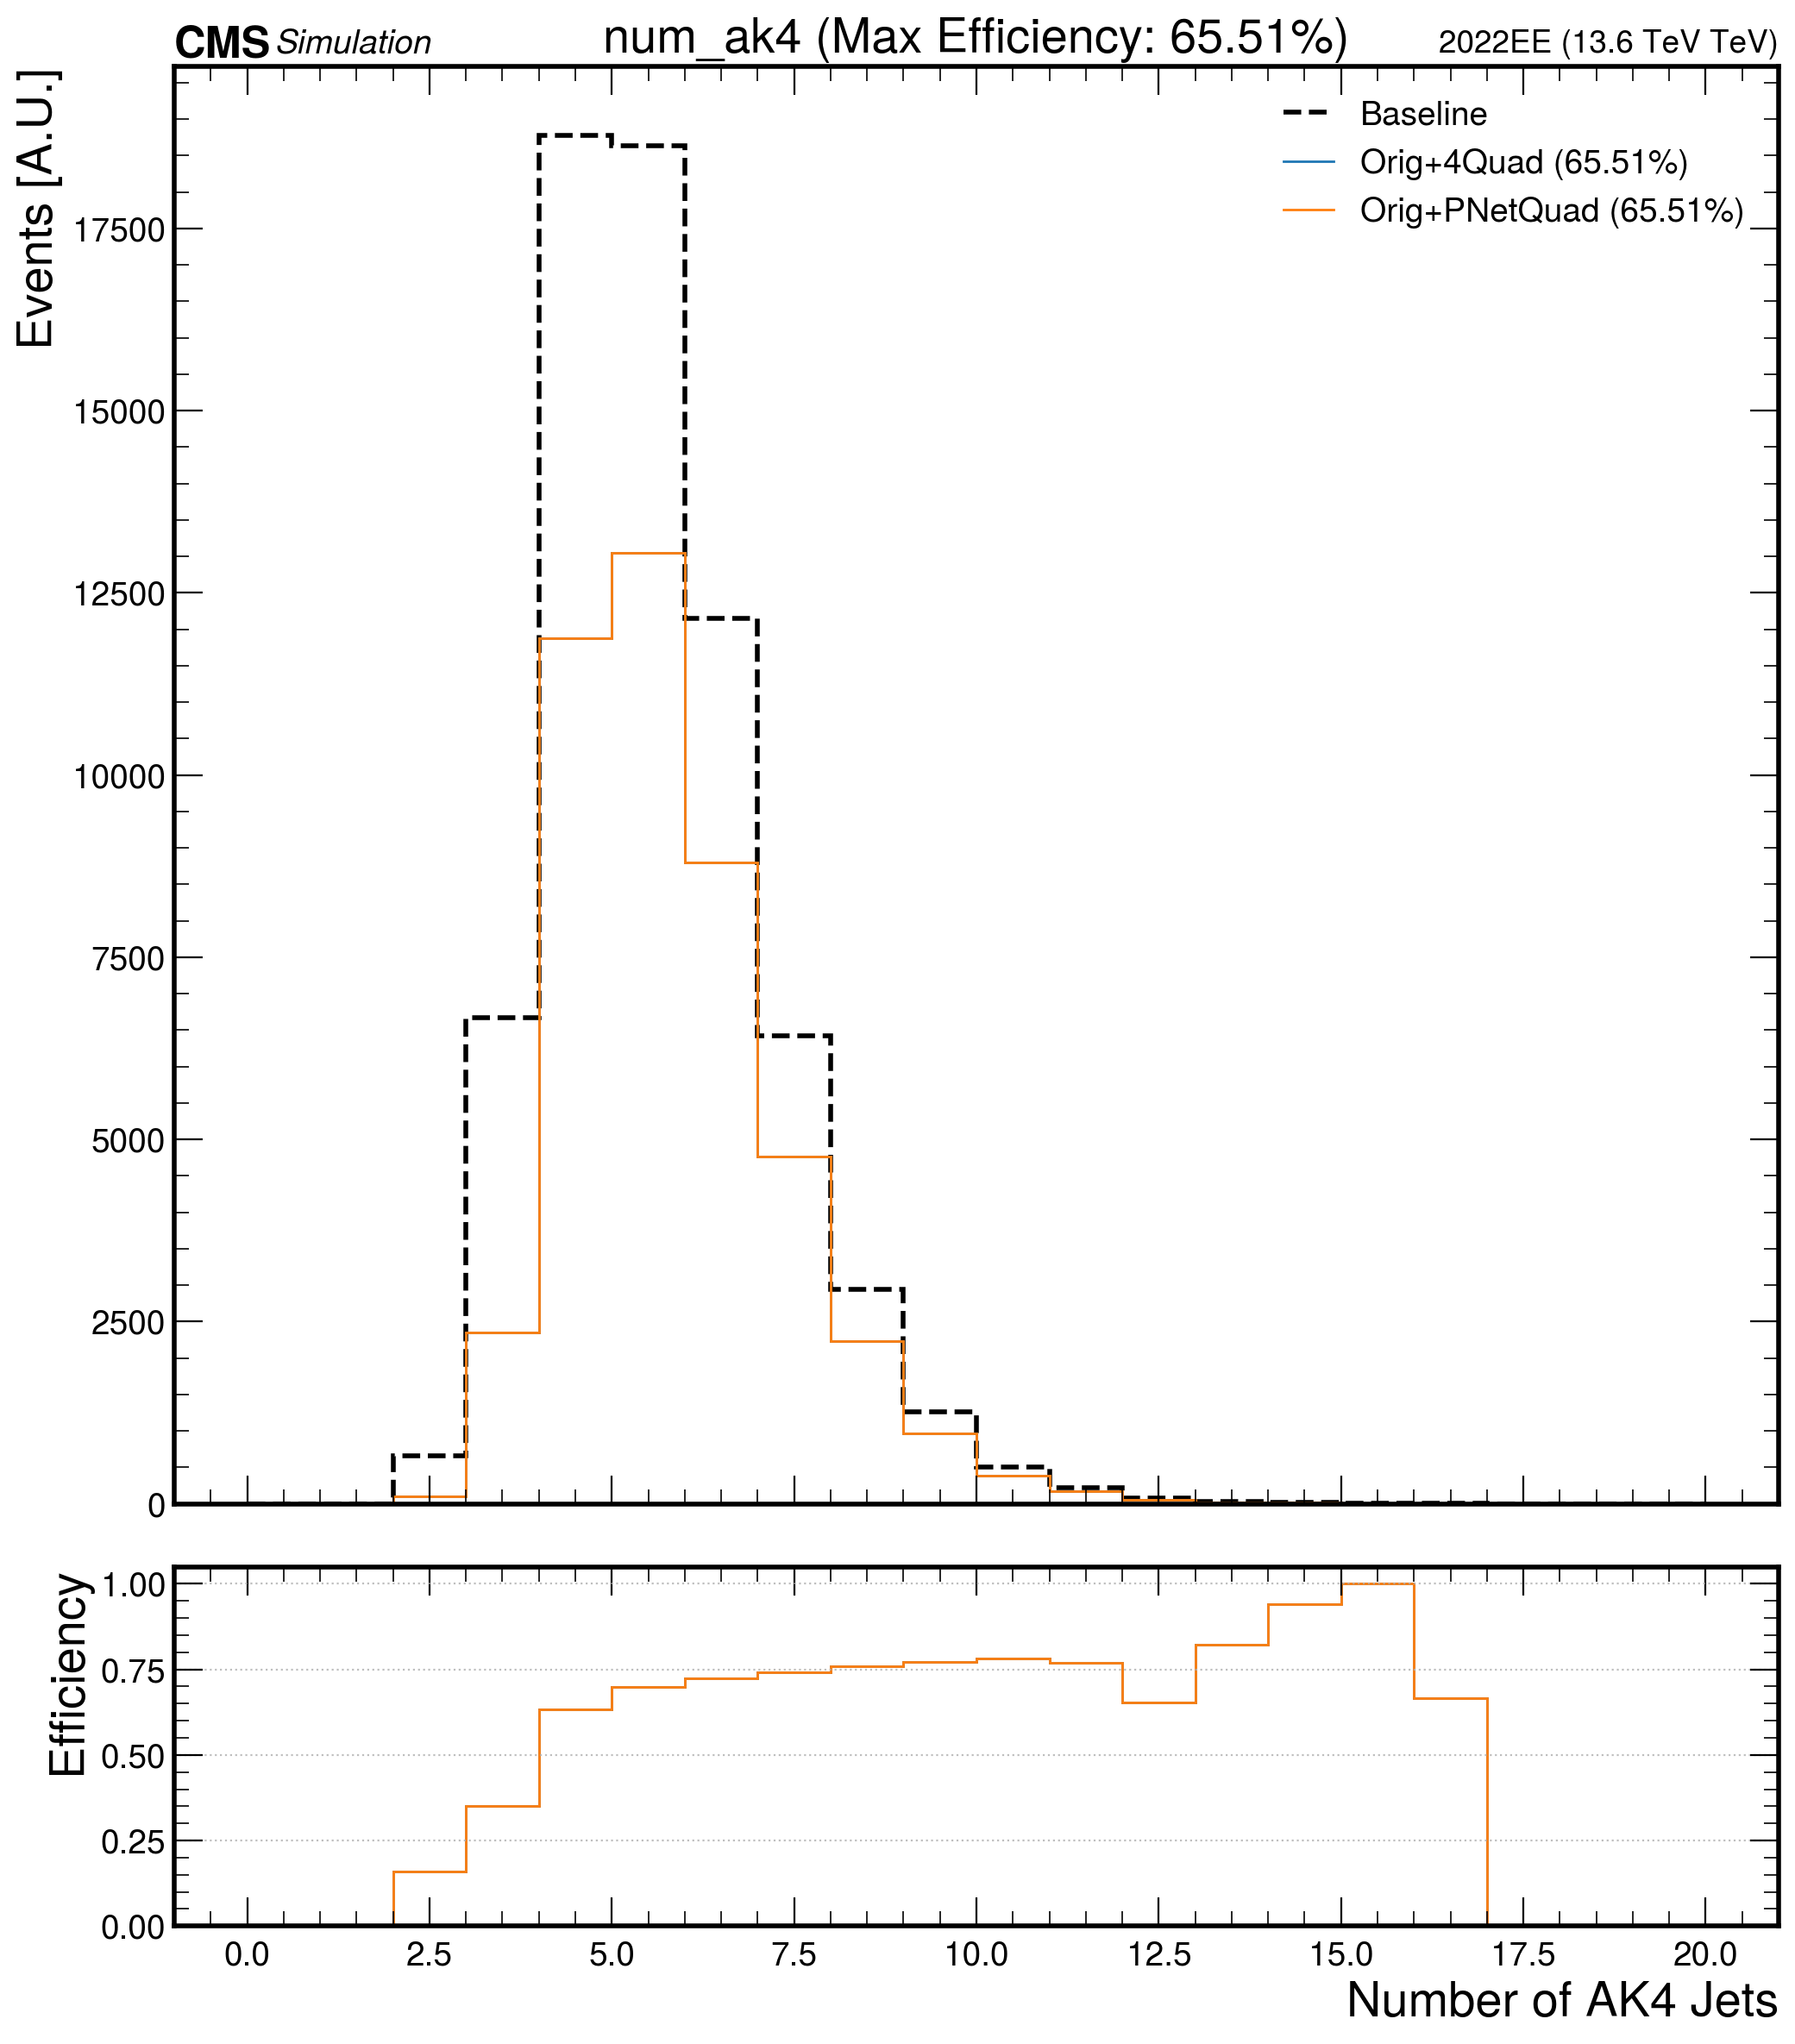 CMS Simulation num_ak4 (Max Efficiency: 65.51%) 2022EE (13.6 TeV TeV)
Events [A.U.]
Baseline
Orig+4Quad (65.51%)
Orig+PNetQuad (65.51%)
17500
15000
12500
10000
7500
5000
2500
0
Efficiency
1.00
0.75
0.50
0.25
0.00
0.0 2.5 5.0 7.5 10.0 12.5 15.0 17.5 20.0
Number of AK4 Jets